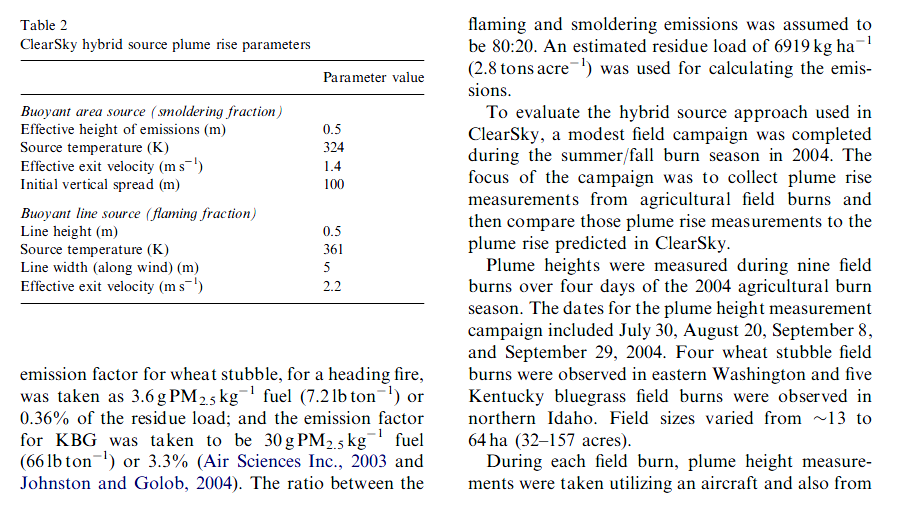 Table 2
ClearSky hybrid source plume rise parameters
Parameter value
Buoyant area source (smoldering fraction)
Effective height of emissions (m) 0.5
Source temperature (K) 324
Effective exit velocity (m s⁻¹) 1.4
Initial vertical spread (m) 100
Buoyant line source (flaming fraction)
Line height (m) 0.5
Source temperature (K) 361
Line width (along wind) (m) 5
Effective exit velocity (m s⁻¹) 2.2
emission factor for wheat stubble, for a heading fire,
was taken as 3.6 g PM₂.₅ kg⁻¹ fuel (7.2 lb ton⁻¹) or
0.36% of the residue load; and the emission factor
for KBG was taken to be 30 g PM₂.₅ kg⁻¹ fuel
(66 lb ton⁻¹) or 3.3% (Air Sciences Inc., 2003 and
Johnston and Golob, 2004). The ratio between the
flaming and smoldering emissions was assumed to
be 80:20. An estimated residue load of 6919 kg ha⁻¹
(2.8 tons acre⁻¹) was used for calculating the emis-
sions.
To evaluate the hybrid source approach used in
ClearSky, a modest field campaign was completed
during the summer/fall burn season in 2004. The
focus of the campaign was to collect plume rise
measurements from agricultural field burns and
then compare those plume rise measurements to the
plume rise predicted in ClearSky.
Plume heights were measured during nine field
burns over four days of the 2004 agricultural burn
season. The dates for the plume height measurement
campaign included July 30, August 20, September 8,
and September 29, 2004. Four wheat stubble field
burns were observed in eastern Washington and five
Kentucky bluegrass field burns were observed in
northern Idaho. Field sizes varied from ~13 to
64 ha (32–157 acres).
During each field burn, plume height measure-
ments were taken utilizing an aircraft and also from